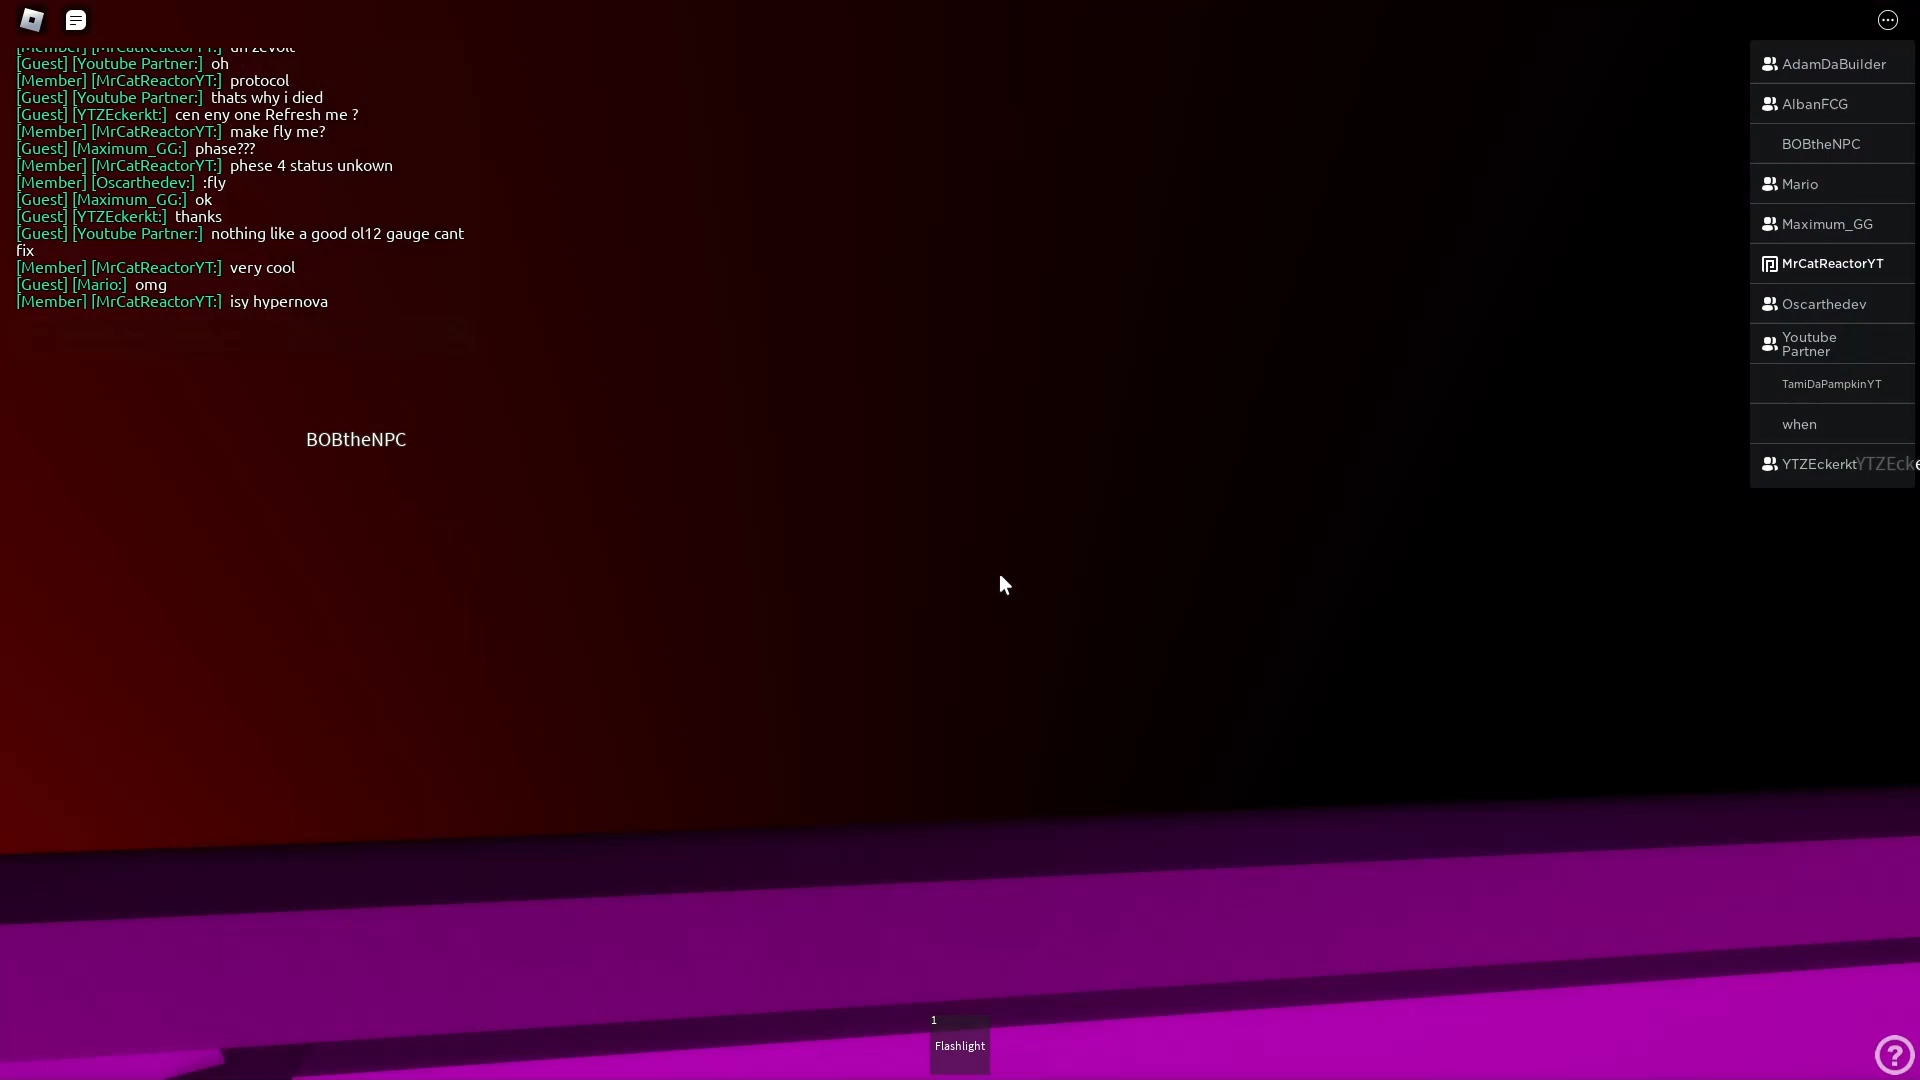 [Member] [MrCatReactorYT:] un zevolt
[Guest] [Youtube Partner:] oh
[Member] [MrCatReactorYT:] protocol
[Guest] [Youtube Partner:] thats why i died
[Guest] [YTZEckerkt:] cen eny one Refresh me ?
[Member] [MrCatReactorYT:] make fly me?
[Guest] [Maximum_GG:] phase???
[Member] [MrCatReactorYT:] phese 4 status unkown
[Member] [Oscarthedev:] :fly
[Guest] [Maximum_GG:] ok
[Guest] [YTZEckerkt:] thanks
[Guest] [Youtube Partner:] nothing like a good ol12 gauge cant
fix
[Member] [MrCatReactorYT:] very cool
[Guest] [Mario:] omg
[Member] [MrCatReactorYT:] isy hypernova
AdamDaBuilder
AlbanFCG
BOBtheNPC
Mario
Maximum_GG
MrCatReactorYT
Oscarthedev
Youtube
Partner
TamiDaPampkinYT
when
YTZEckerkt
BOBtheNPC
1
Flashlight
?